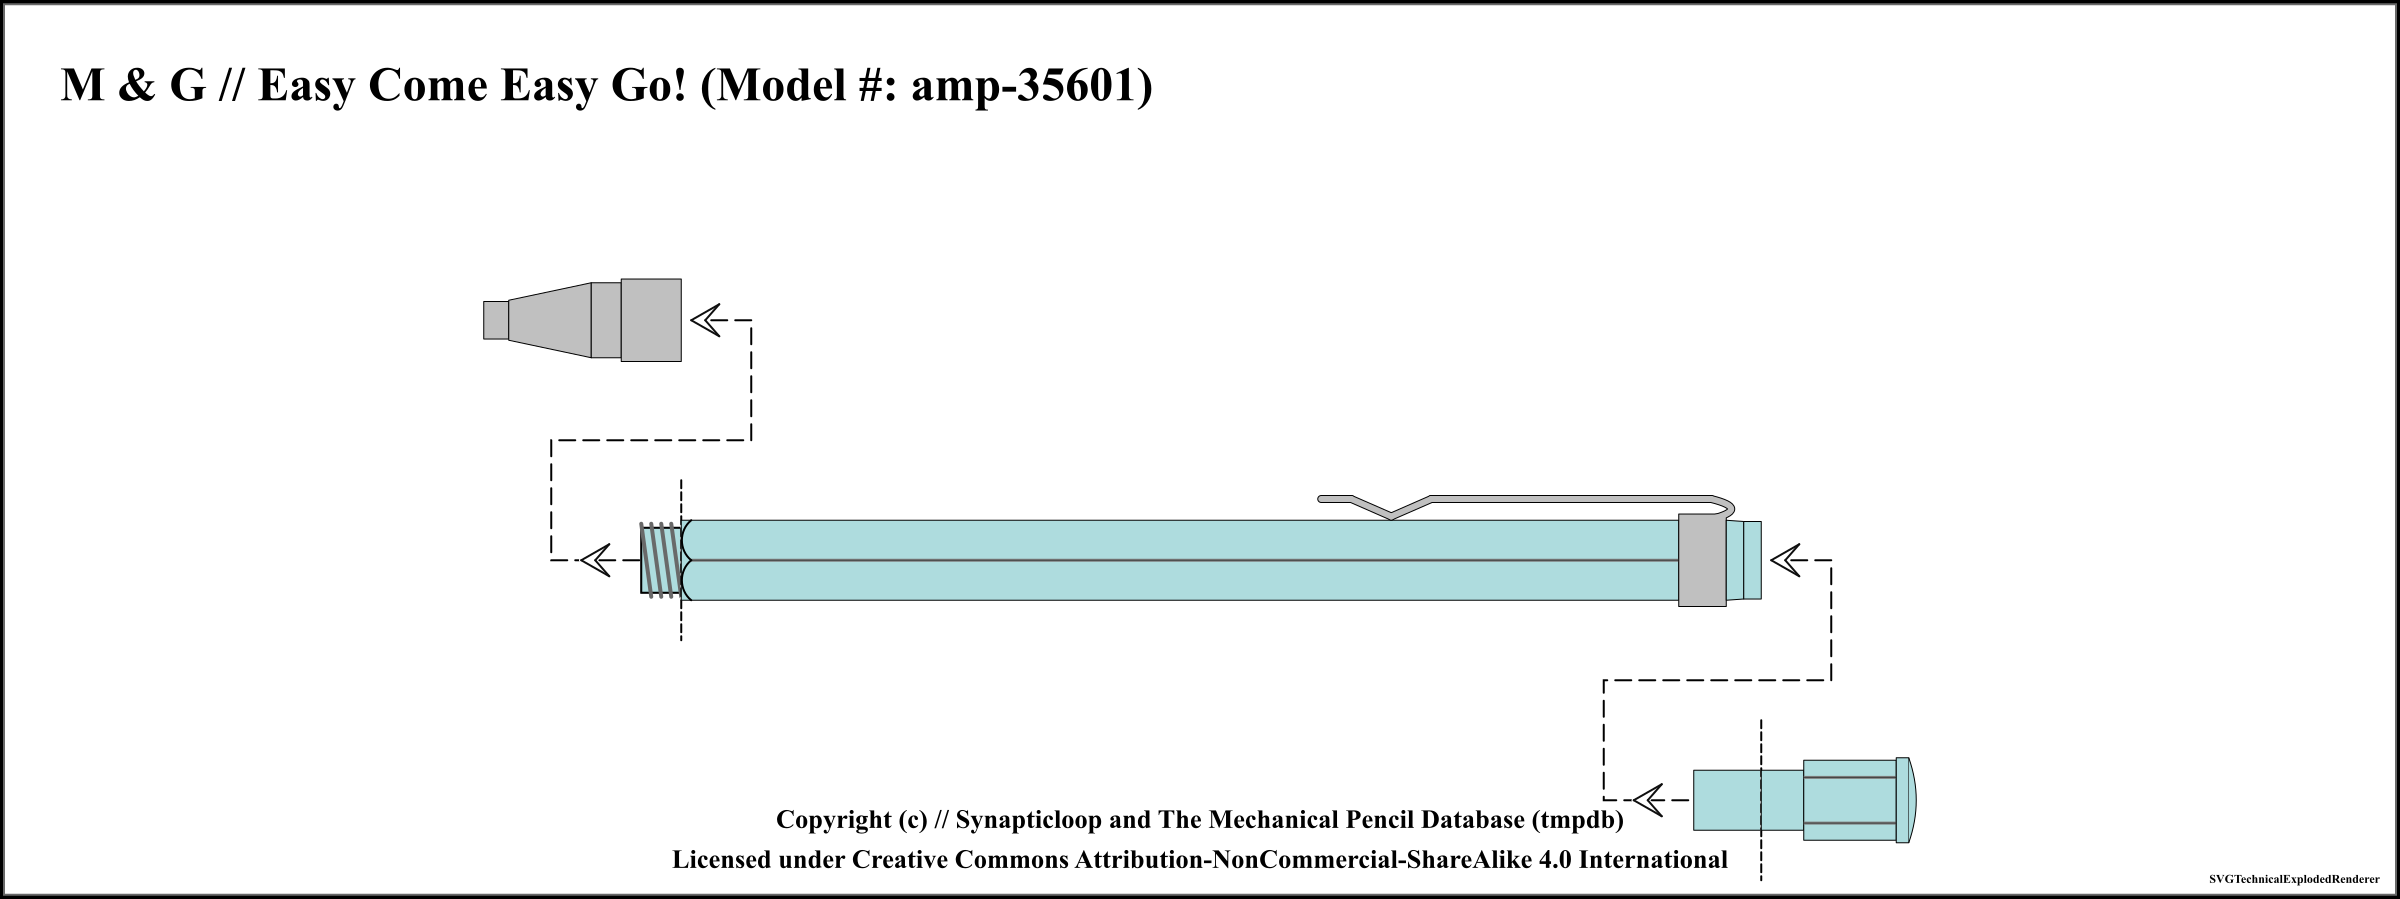 M & G // Easy Come Easy Go! (Model #: amp-35601)
Copyright (c) // Synapticloop and The Mechanical Pencil Database (tmpdb)
Licensed under Creative Commons Attribution-NonCommercial-ShareAlike 4.0 International
SVGTechnicalExplodedRenderer